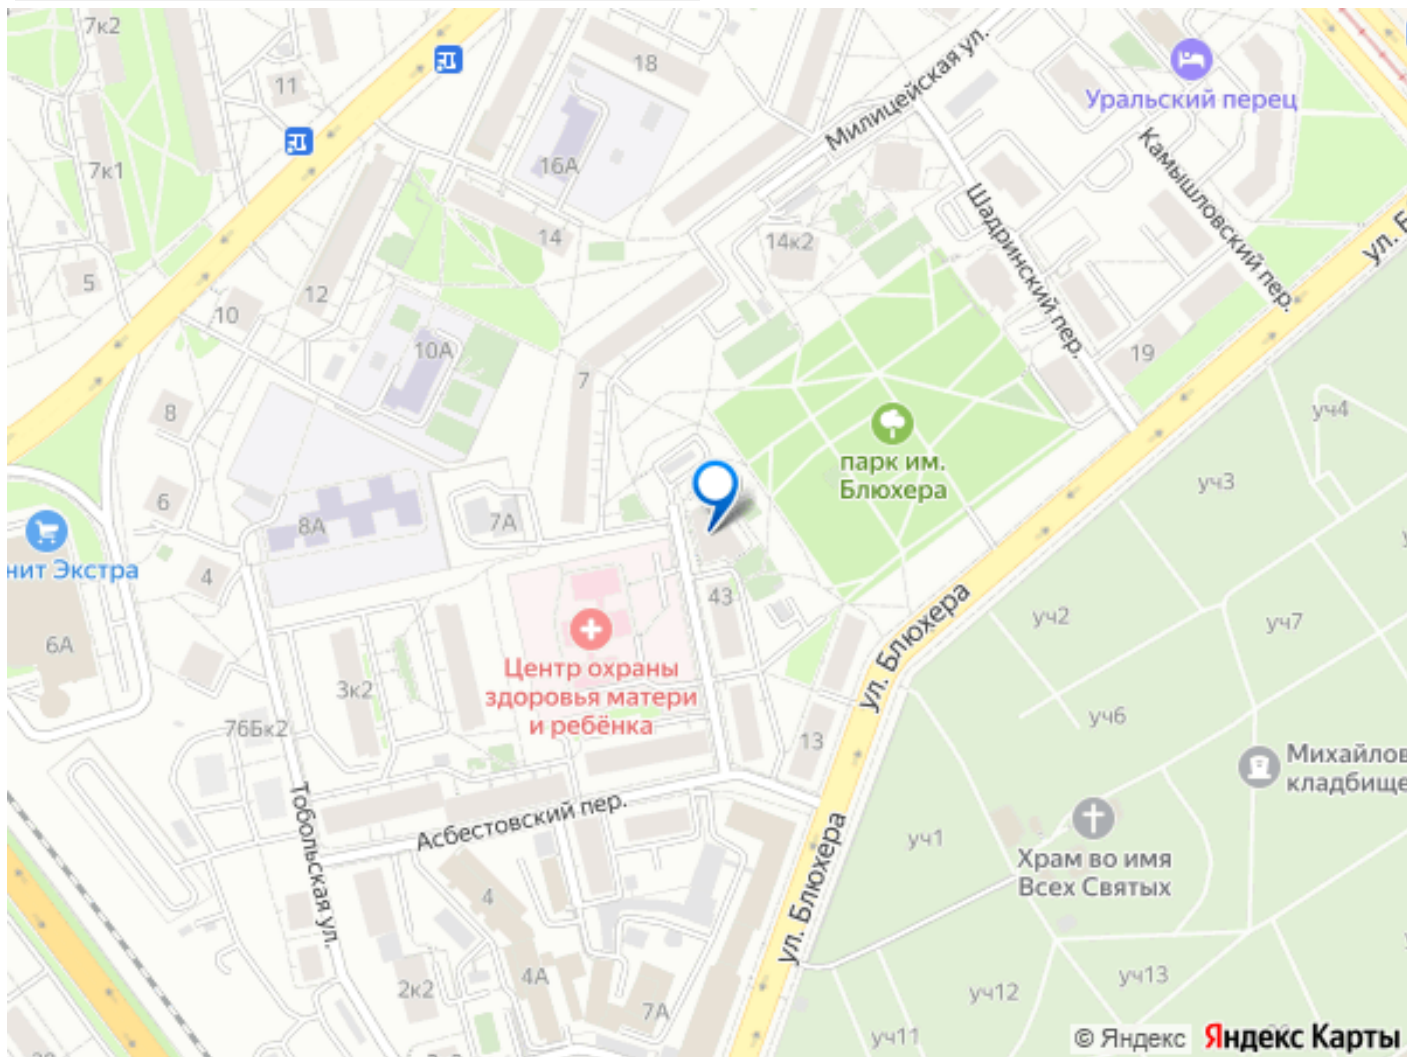 7к2
18
11
Милицейская ул.
Уральский перец
7к1
16А
Камышловский пер.
Шадринский пер.
14
14к2
5
12
10
ул. Б
10А
19
7
8
уч4
парк им.
Блюхера
уч3
6
7А
8А
нит Экстра
4
43
уч2
уч7
6А
ул. Блюхера
Центр охраны
здоровья матери
и ребёнка
3к2
уч6
76Бк2
13
Михайлов
кладбище
Тобольская ул.
Асбестовский пер.
уч1
Храм во имя
Всех Святых
ул. Блюхера
4
4А
уч13
2к2
уч12
7А
уч11
© Яндекс Яндекс Карты